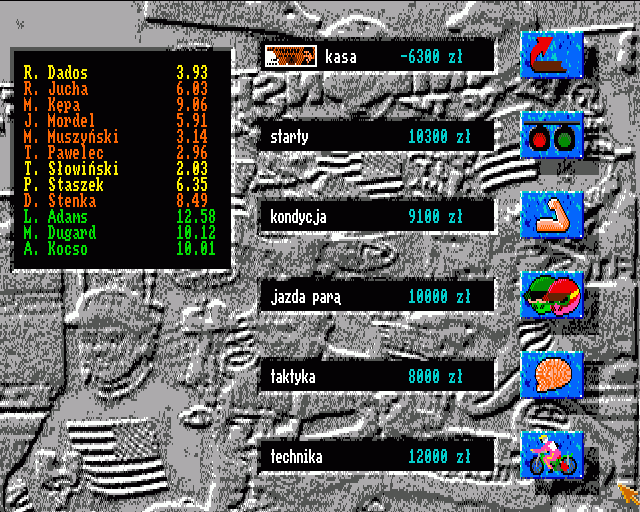 R. Dados 3.93
R. Jucha 6.03
M. Kępa 9.06
J. Mordel 5.91
M. Muszyński 3.14
T. Pawelec 2.96
T. Słowiński 2.03
P. Staszek 6.35
D. Stenka 8.49
L. Adams 12.58
M. Dugard 10.12
A. Kocso 10.01
kasa -6300 zł
starty 10300 zł
kondycja 9100 zł
jazda parą 10000 zł
taktyka 8000 zł
technika 12000 zł